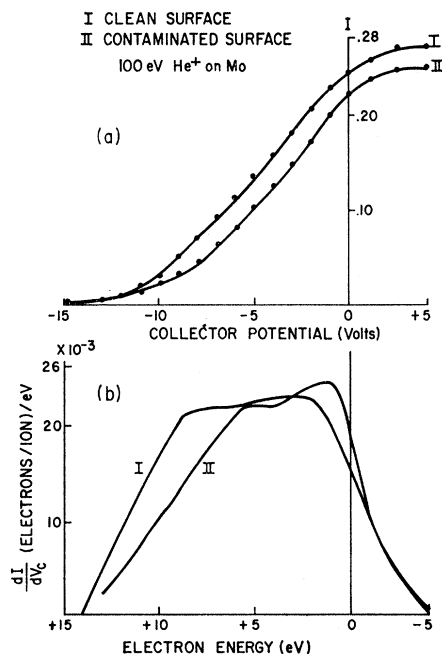 I CLEAN SURFACE
II CONTAMINATED SURFACE
100 eV He+ on Mo
(a)
I
.28
I
II
.20
.10
-15 -10 -5 0 +5
COLLECTOR POTENTIAL (Volts)
X10-3
26
(b)
20
I
II
10
dI/dVc (ELECTRONS/ION)/eV
+15 +10 +5 0 -5
ELECTRON ENERGY (eV)